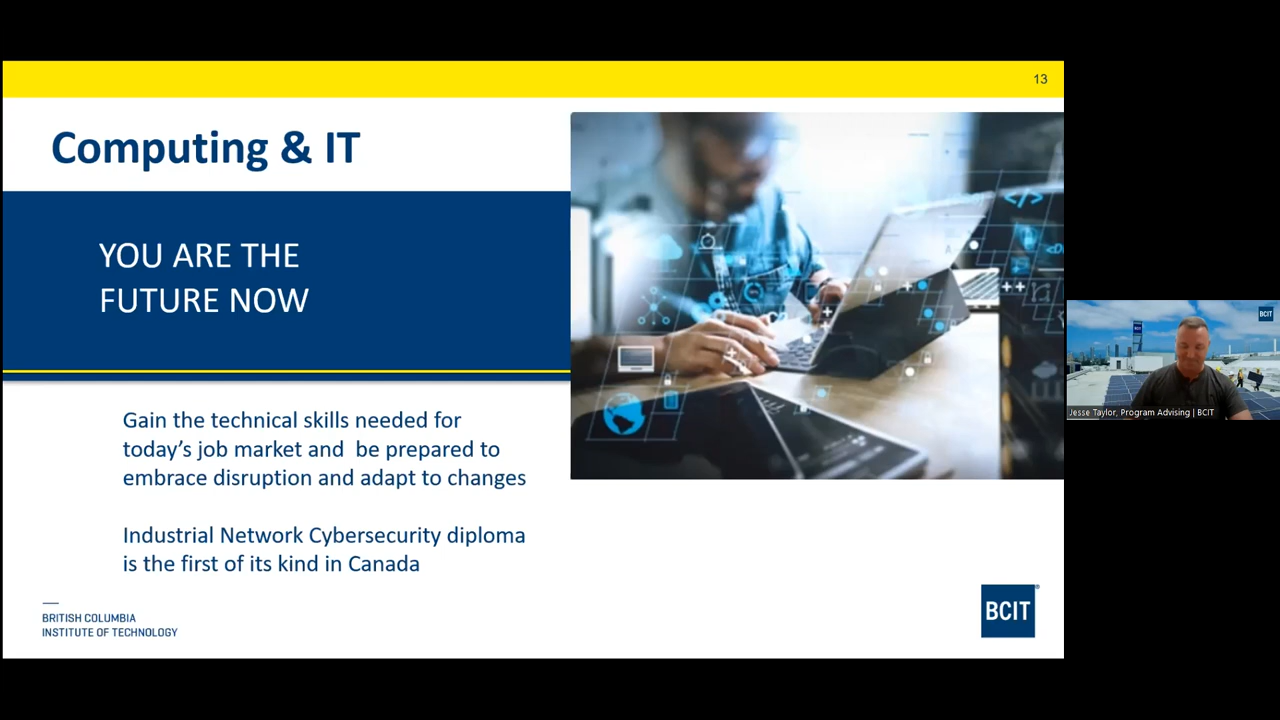 13
Computing & IT
YOU ARE THE
FUTURE NOW
</>
Gain the technical skills needed for
today's job market and  be prepared to
embrace disruption and adapt to changes
Industrial Network Cybersecurity diploma
is the first of its kind in Canada
BRITISH COLUMBIA
INSTITUTE OF TECHNOLOGY
BCIT®
BCIT
Jesse Taylor, Program Advising | BCIT